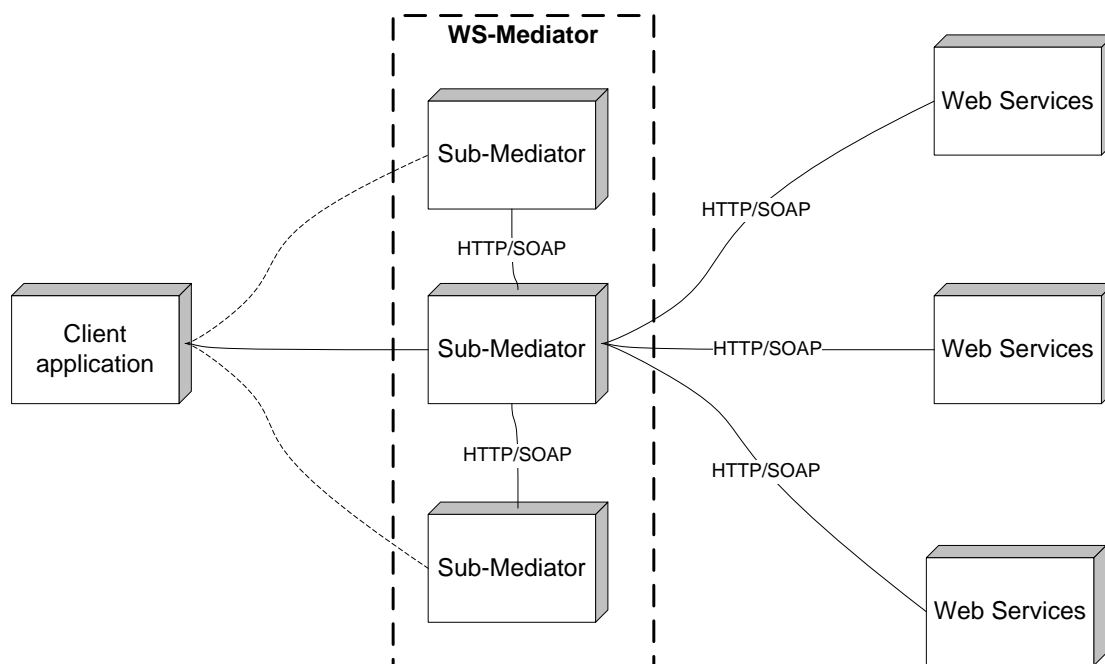 WS-Mediator
Sub-Mediator
Web Services
HTTP/SOAP
HTTP/SOAP
Client
application
Sub-Mediator
HTTP/SOAP
Web Services
HTTP/SOAP
HTTP/SOAP
Sub-Mediator
Web Services